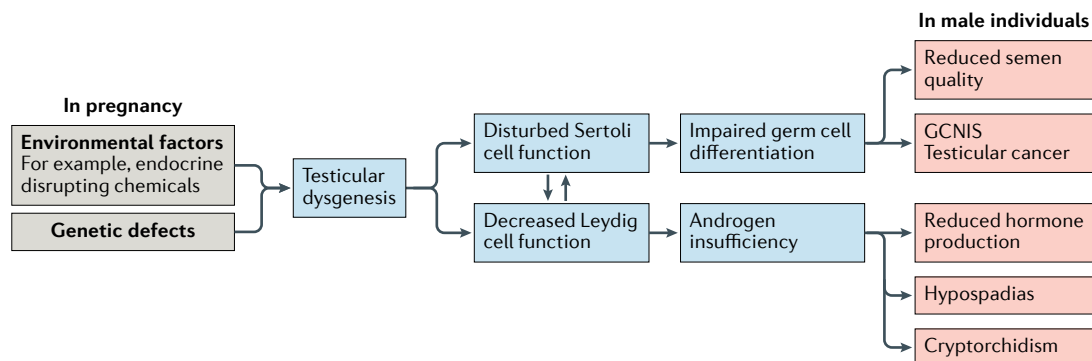 In pregnancy
Environmental factors
For example, endocrine
disrupting chemicals
Genetic defects
Testicular
dysgenesis
Disturbed Sertoli
cell function
Decreased Leydig
cell function
Impaired germ cell
differentiation
Androgen
insufficiency
In male individuals
Reduced semen
quality
GCNIS
Testicular cancer
Reduced hormone
production
Hypospadias
Cryptorchidism